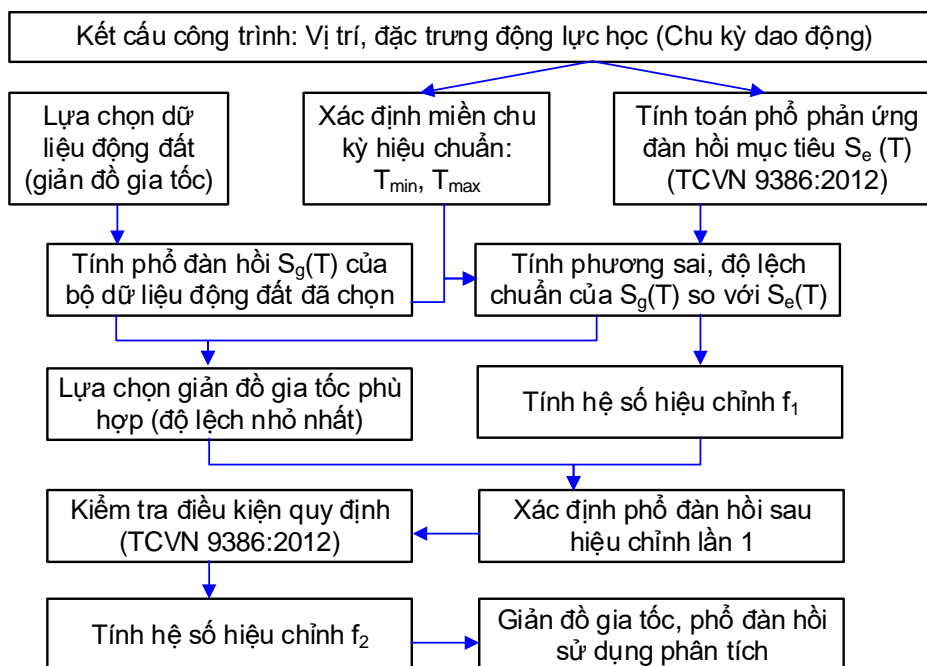 Kết cấu công trình: Vị trí, đặc trưng động lực học (Chu kỳ dao động)
Lựa chọn dữ
liệu động đất
(giản đồ gia tốc)
Xác định miền chu
kỳ hiệu chuẩn:
Tmin, Tmax
Tính toán phổ phản ứng
đàn hồi mục tiêu Se (T)
(TCVN 9386:2012)
Tính phổ đàn hồi Sg(T) của
bộ dữ liệu động đất đã chọn
Tính phương sai, độ lệch
chuẩn của Sg(T) so với Se(T)
Lựa chọn giản đồ gia tốc phù
hợp (độ lệch nhỏ nhất)
Tính hệ số hiệu chỉnh f1
Kiểm tra điều kiện quy định
(TCVN 9386:2012)
Xác định phổ đàn hồi sau
hiệu chỉnh lần 1
Tính hệ số hiệu chỉnh f2
Giản đồ gia tốc, phổ đàn hồi
sử dụng phân tích